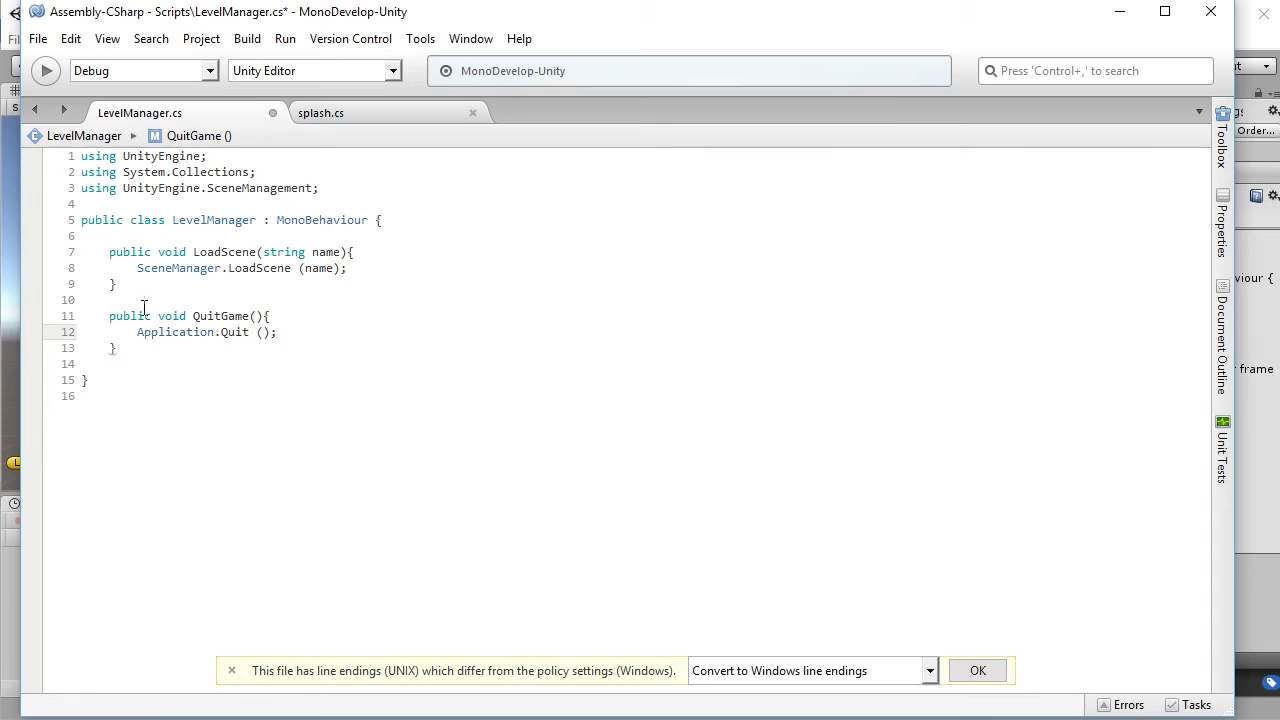 Assembly-CSharp - Scripts\LevelManager.cs* - MonoDevelop-Unity
File Edit View Search Project Build Run Version Control Tools Window Help
Debug Unity Editor MonoDevelop-Unity Press 'Control+,' to search
LevelManager.cs splash.cs
LevelManager QuitGame ()
1 using UnityEngine;
2 using System.Collections;
3 using UnityEngine.SceneManagement;
4
5 public class LevelManager : MonoBehaviour {
6
7 public void LoadScene(string name){
8 SceneManager.LoadScene (name);
9 }
10
11 public void QuitGame(){
12 Application.Quit ();
13 }
14
15 }
16
Toolbox
Properties
Document Outline
Unit Tests
Order...
aviour {
r frame
This file has line endings (UNIX) which differ from the policy settings (Windows). Convert to Windows line endings OK
Errors Tasks